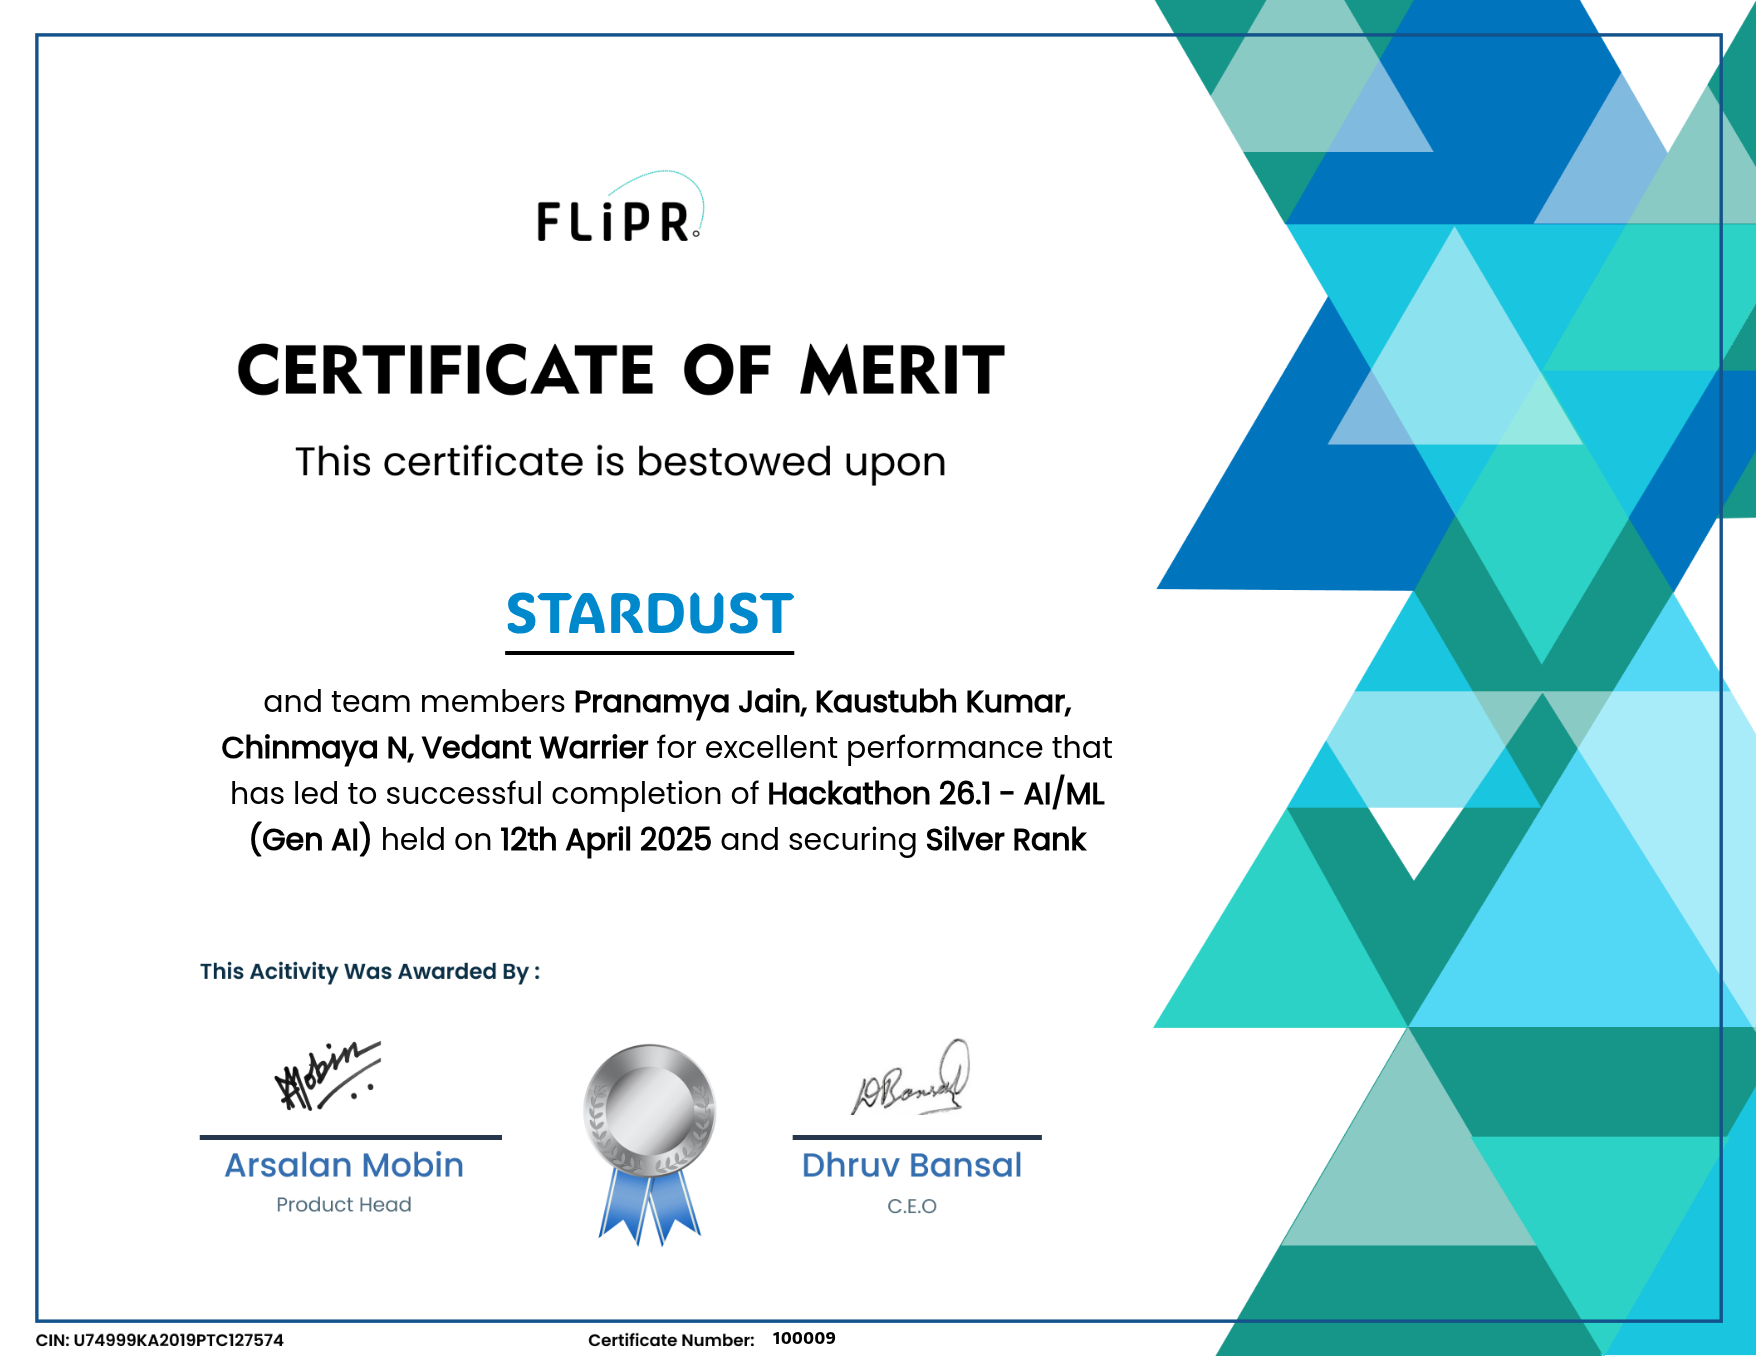 FLiPR
CERTIFICATE OF MERIT
This certificate is bestowed upon
STARDUST
and team members Pranamya Jain, Kaustubh Kumar,
Chinmaya N, Vedant Warrier for excellent performance that
has led to successful completion of Hackathon 26.1 - AI/ML
(Gen AI) held on 12th April 2025 and securing Silver Rank
This Acitivity Was Awarded By :
AMobin
DBansal
Arsalan Mobin
Dhruv Bansal
Product Head
C.E.O
CIN: U74999KA2019PTC127574
Certificate Number: 100009